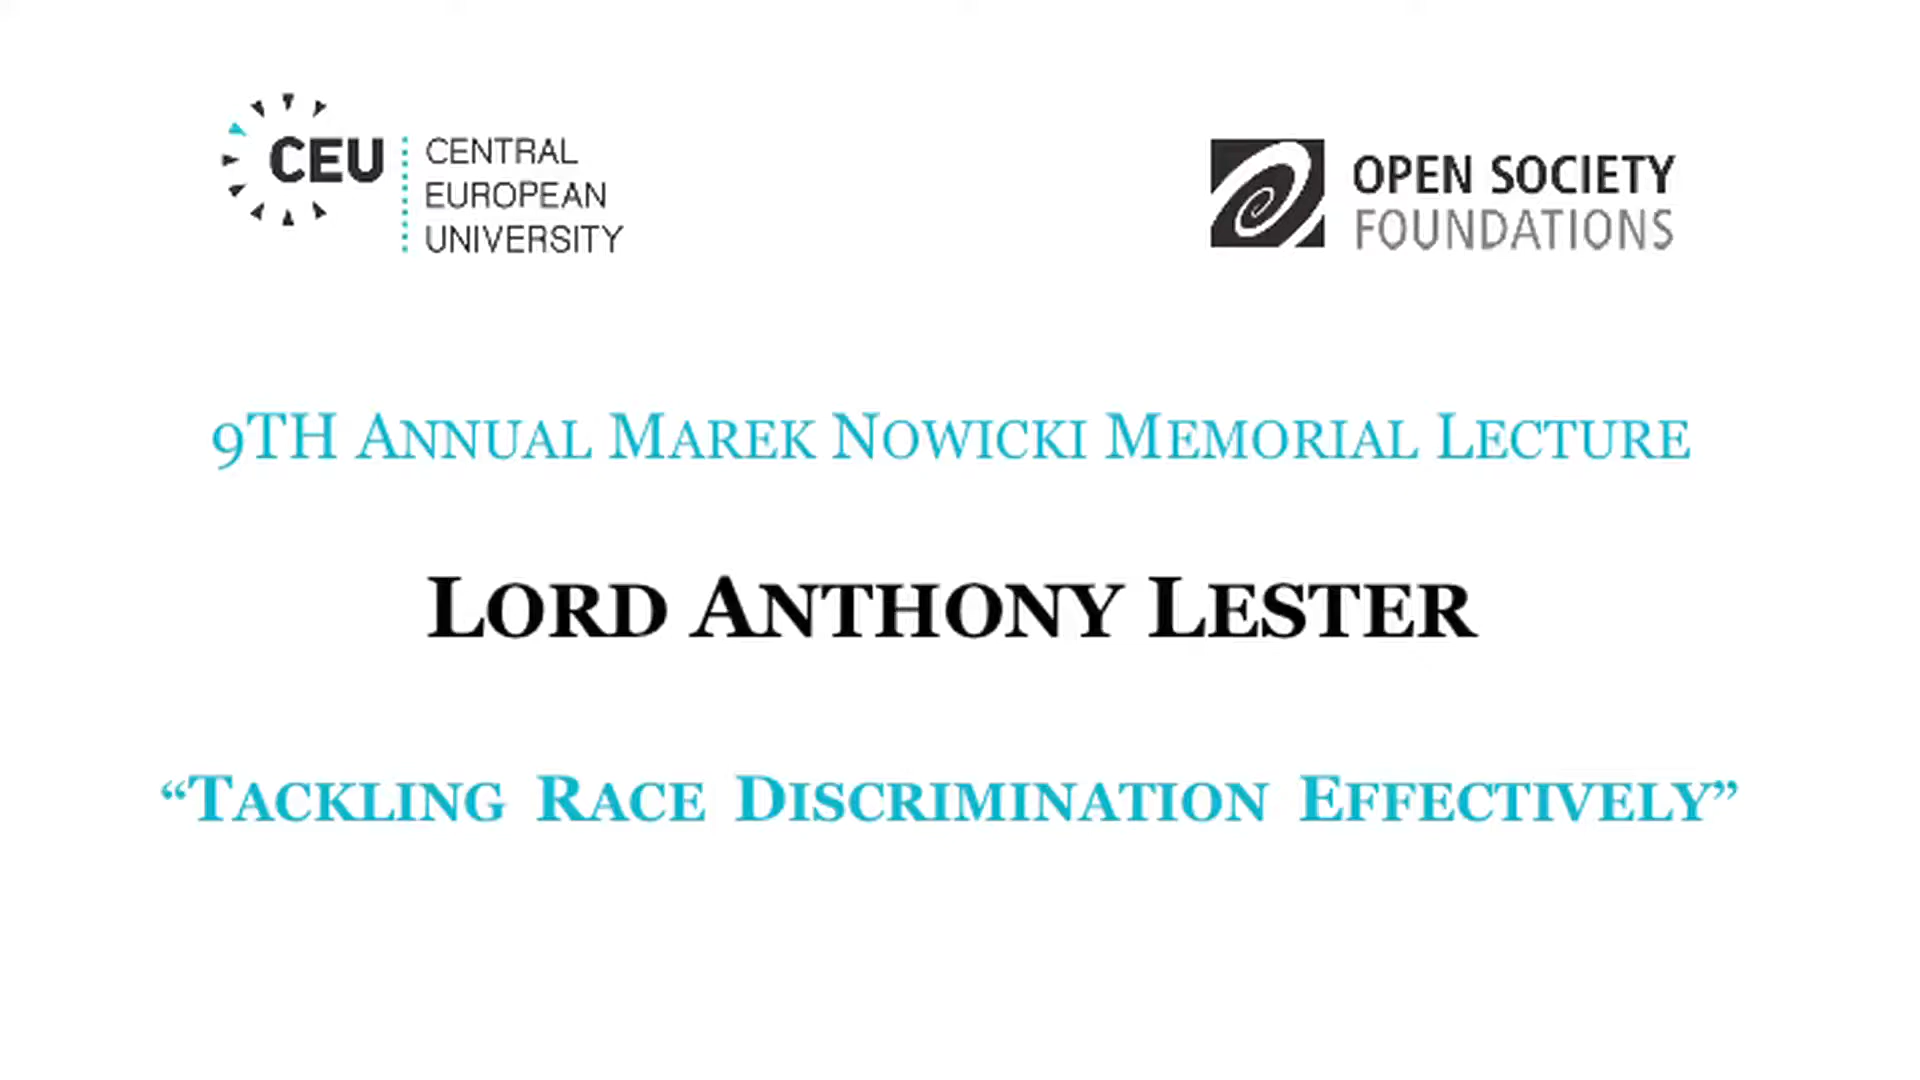 CEU
CENTRAL
EUROPEAN
UNIVERSITY
OPEN SOCIETY
FOUNDATIONS
9TH ANNUAL MAREK NOWICKI MEMORIAL LECTURE
LORD ANTHONY LESTER
“TACKLING RACE DISCRIMINATION EFFECTIVELY”